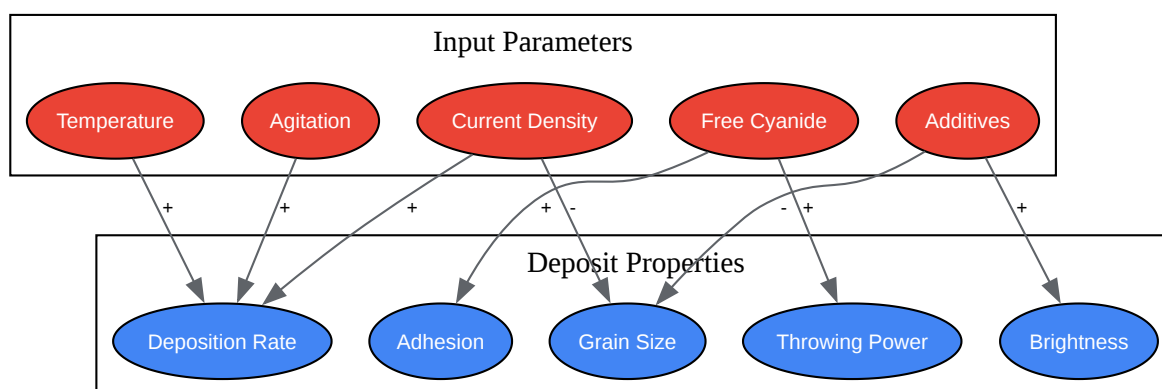 Input Parameters
Temperature
Agitation
Current Density
Free Cyanide
Additives
+
+
+
+
-
-
+
+
Deposit Properties
Deposition Rate
Adhesion
Grain Size
Throwing Power
Brightness